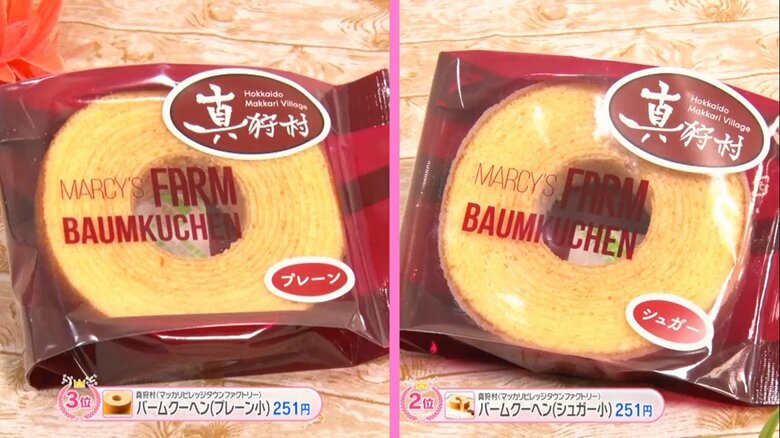 Hokkaido
Makkari Village
真狩村
MARCY'S FARM
BAUMKUCHEN
プレーン
3位
真狩村(マッカリビレッジタウンファクトリー)
バームクーヘン(プレーン小) 251円
Hokkaido
Makkari Village
真狩村
MARCY'S FARM
BAUMKUCHEN
シュガー
2位
真狩村(マッカリビレッジタウンファクトリー)
バームクーヘン(シュガー小) 251円